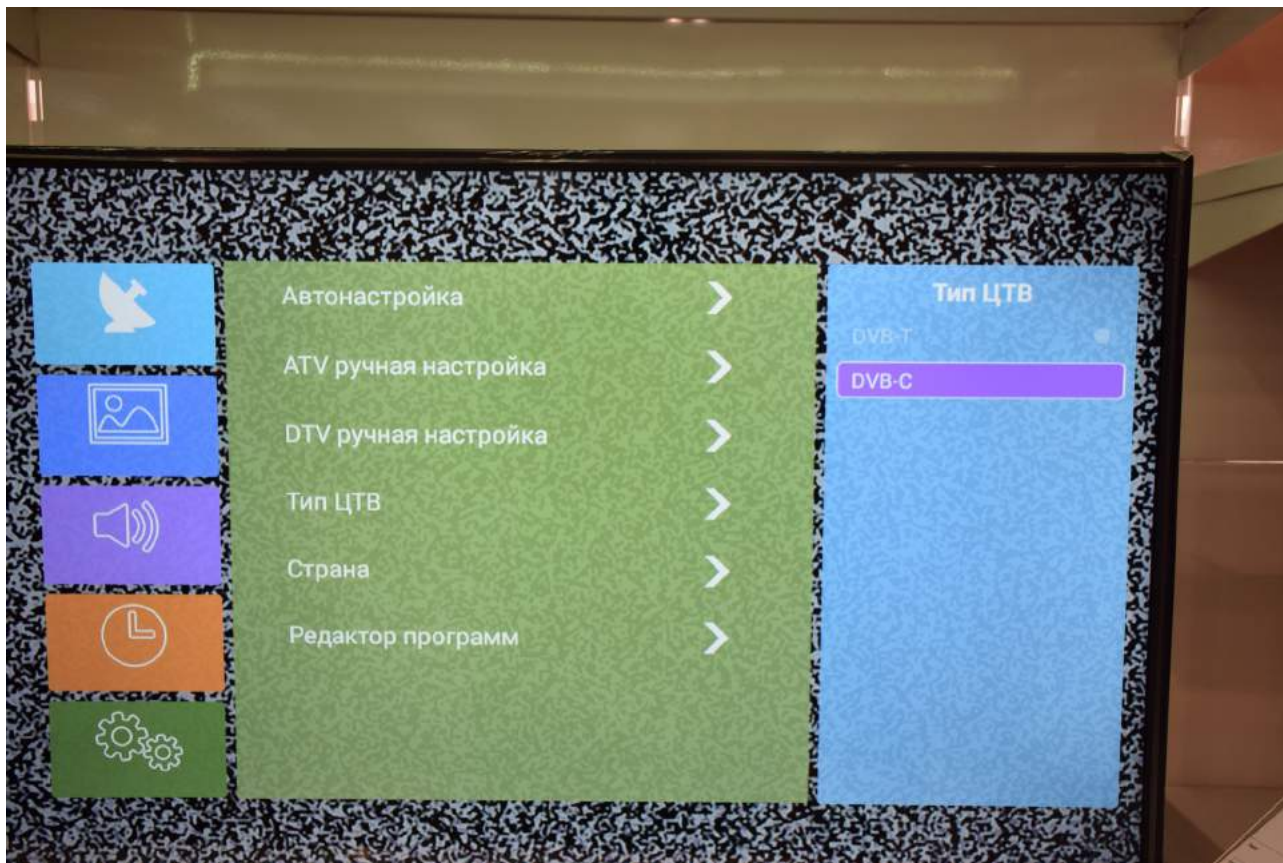 Автонастройка
ATV ручная настройка
DTV ручная настройка
Тип ЦТВ
Страна
Редактор программ
Тип ЦТВ
DVB-T
DVB-C